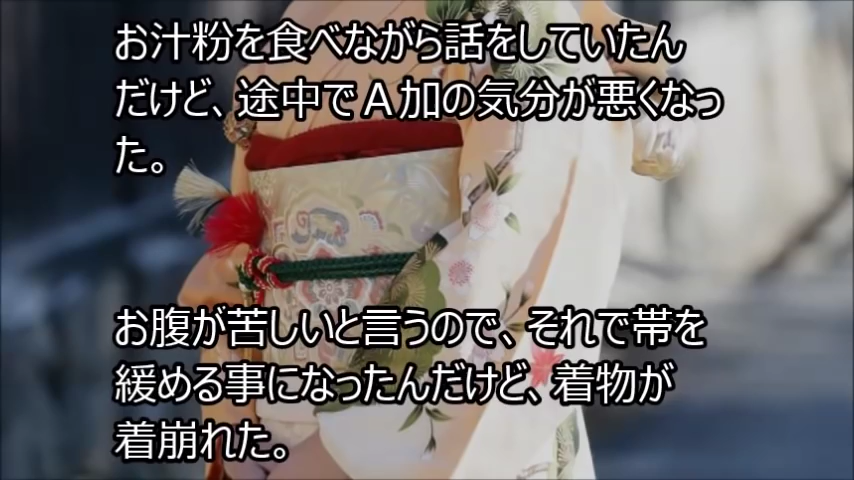 お汁粉を食べながら話をしていたん
だけど、途中でＡ加の気分が悪くなっ
た。
お腹が苦しいと言うので、それで帯を
緩める事になったんだけど、着物が
着崩れた。